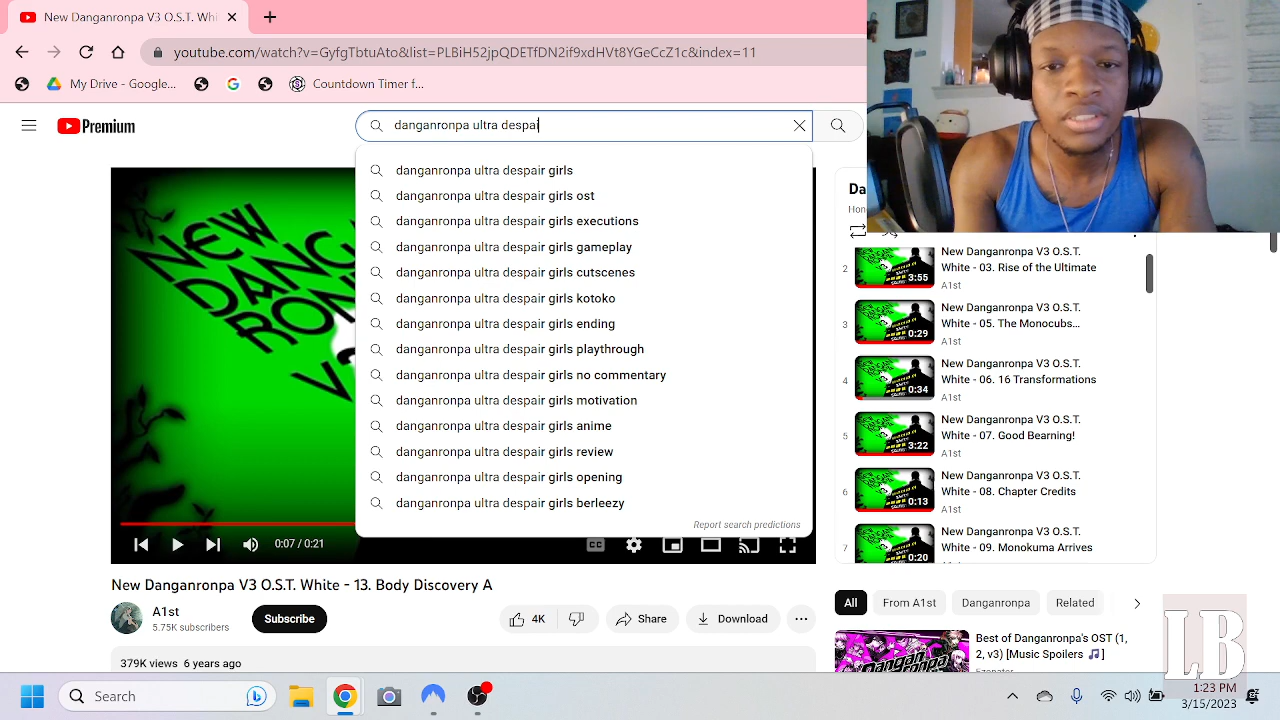 New Danganronpa V3 O.S.T. Whit
youtube.com/watch?v=GyfgTbtuAto&list=PLBiH52jpQDETfDN2if9xdHVt8YGeCcZ1c&index=11
My Drive - Google...
Countdown Timer f...
Premium
danganronpa ultra despai
danganronpa ultra despair girls
danganronpa ultra despair girls ost
danganronpa ultra despair girls executions
danganronpa ultra despair girls gameplay
danganronpa ultra despair girls cutscenes
danganronpa ultra despair girls kotoko
danganronpa ultra despair girls ending
danganronpa ultra despair girls playthrough
danganronpa ultra despair girls no commentary
danganronpa ultra despair girls motivation
danganronpa ultra despair girls anime
danganronpa ultra despair girls review
danganronpa ultra despair girls opening
danganronpa ultra despair girls berleezy
Report search predictions
NEW
0:07 / 0:21
New Danganronpa V3 O.S.T. White - 13. Body Discovery A
A1st
5.75K subscribers
Subscribe
4K
Share
Download
379K views 6 years ago
Da
Hon
2
3:55
New Danganronpa V3 O.S.T.
White - 03. Rise of the Ultimate
A1st
3
0:29
New Danganronpa V3 O.S.T.
White - 05. The Monocubs...
A1st
4
0:34
New Danganronpa V3 O.S.T.
White - 06. 16 Transformations
A1st
5
3:22
New Danganronpa V3 O.S.T.
White - 07. Good Bearning!
A1st
6
0:13
New Danganronpa V3 O.S.T.
White - 08. Chapter Credits
A1st
7
0:20
New Danganronpa V3 O.S.T.
White - 09. Monokuma Arrives
All
From A1st
Danganronpa
Related
Best of Danganronpa's OST (1,
2, v3) [Music Spoilers 🎵]
LB
Search
1:23 PM
3/15/2023